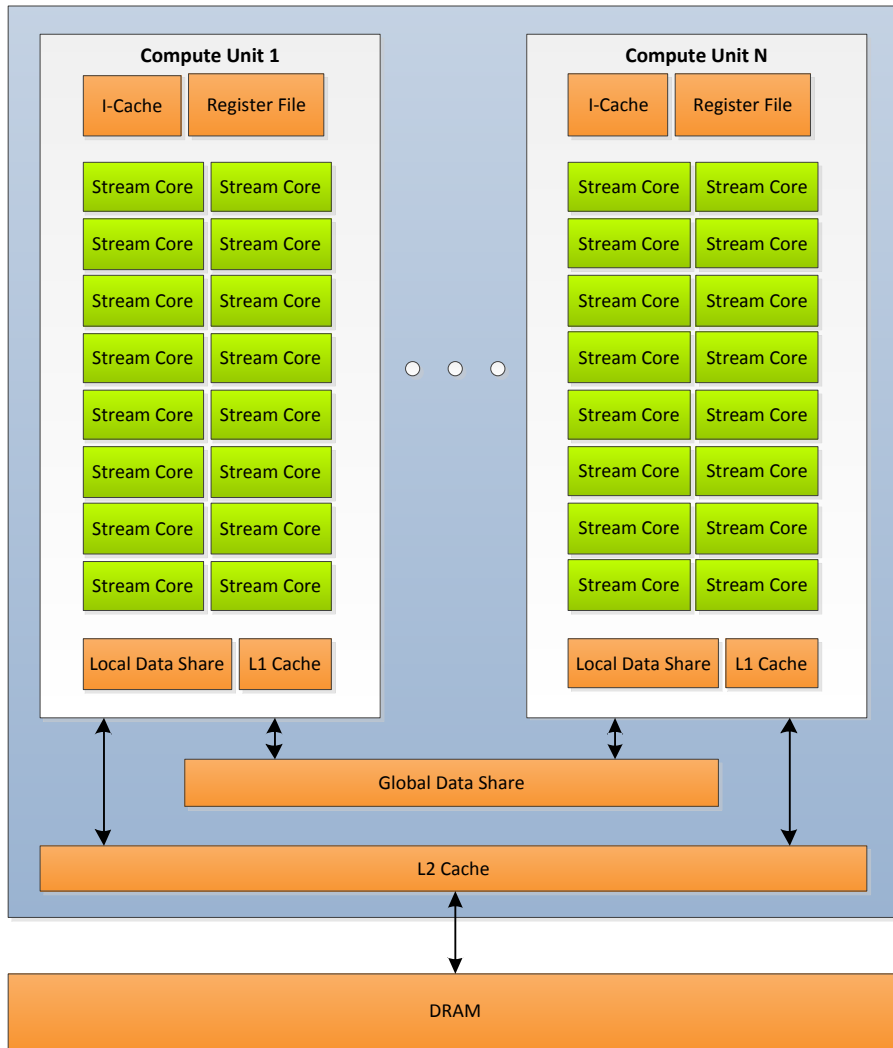 Compute Unit 1
I-Cache
Register File
Stream Core Stream Core
Stream Core Stream Core
Stream Core Stream Core
Stream Core Stream Core
Stream Core Stream Core
Stream Core Stream Core
Stream Core Stream Core
Stream Core Stream Core
Local Data Share
L1 Cache
Compute Unit N
I-Cache
Register File
Stream Core Stream Core
Stream Core Stream Core
Stream Core Stream Core
Stream Core Stream Core
Stream Core Stream Core
Stream Core Stream Core
Stream Core Stream Core
Stream Core Stream Core
Local Data Share
L1 Cache
Global Data Share
L2 Cache
DRAM